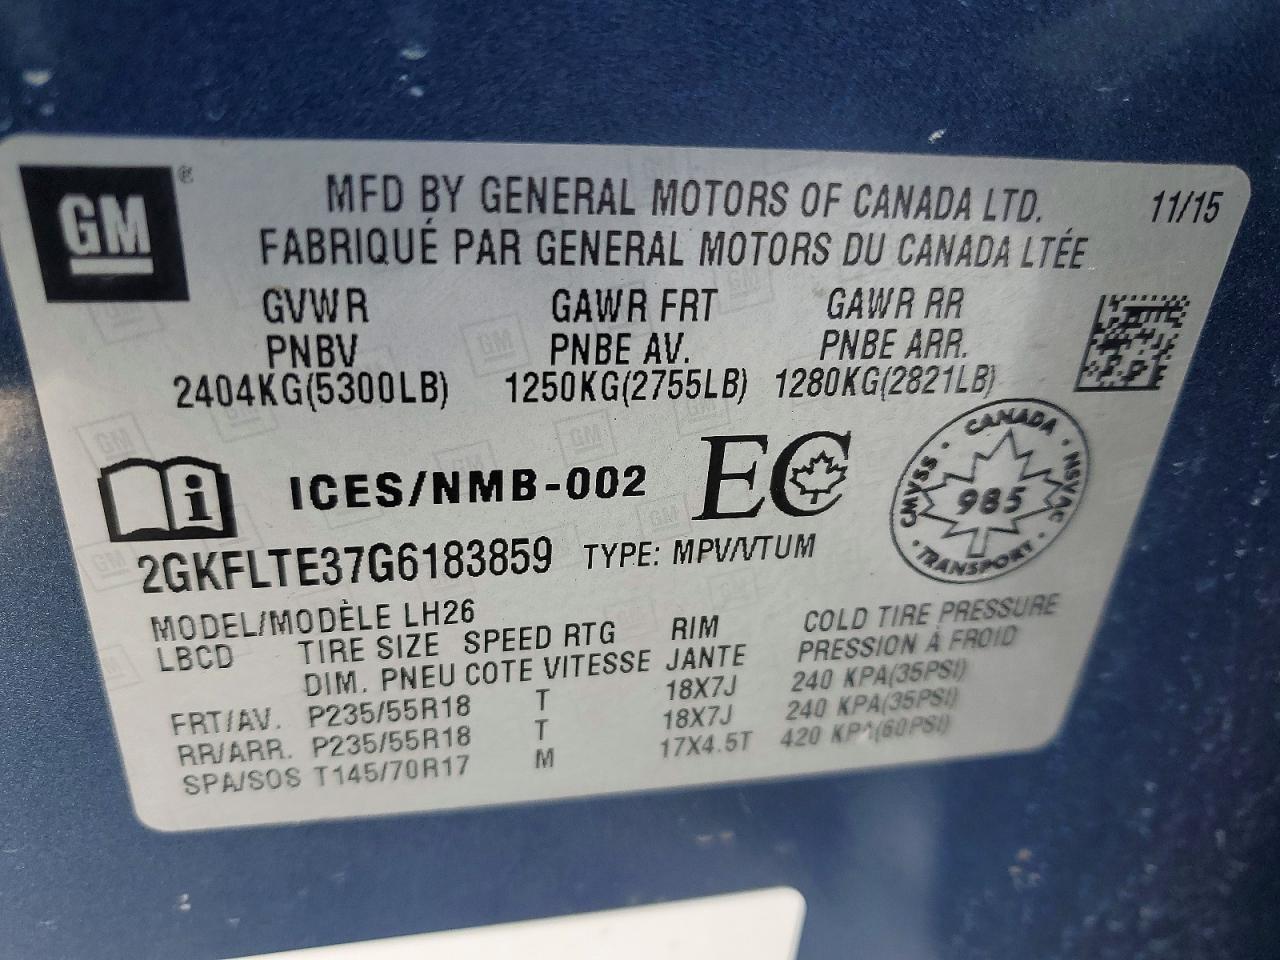 GM ®
MFD BY GENERAL MOTORS OF CANADA LTD. 11/15
FABRIQUÉ PAR GENERAL MOTORS DU CANADA LTÉE
GVWR GAWR FRT GAWR RR
PNBV PNBE AV. PNBE ARR.
2404KG(5300LB) 1250KG(2755LB) 1280KG(2821LB)
i ICES/NMB-002 EC
CANADA · NSVAC · TRANSPORT · CMVSS ·
985
2GKFLTE37G6183859 TYPE: MPV/VTUM
MODEL/MODÈLE LH26
LBCD TIRE SIZE SPEED RTG RIM COLD TIRE PRESSURE
DIM. PNEU COTE VITESSE JANTE PRESSION À FROID
FRT/AV. P235/55R18 T 18X7J 240 KPA(35PSI)
RR/ARR. P235/55R18 T 18X7J 240 KPA(35PSI)
SPA/SOS T145/70R17 M 17X4.5T 420 KPA(60PSI)